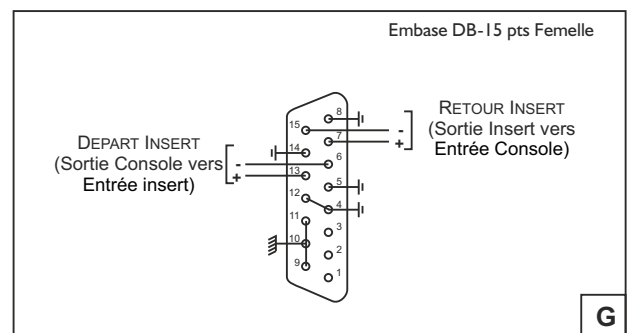 Embase DB-15 pts Femelle
RETOUR INSERT
(Sortie Insert vers
Entrée Console)
-
+
DEPART INSERT
(Sortie Console vers
Entrée insert)
-
+
8
15
7
14
6
13
5
12
4
11
3
10
2
9
1
G